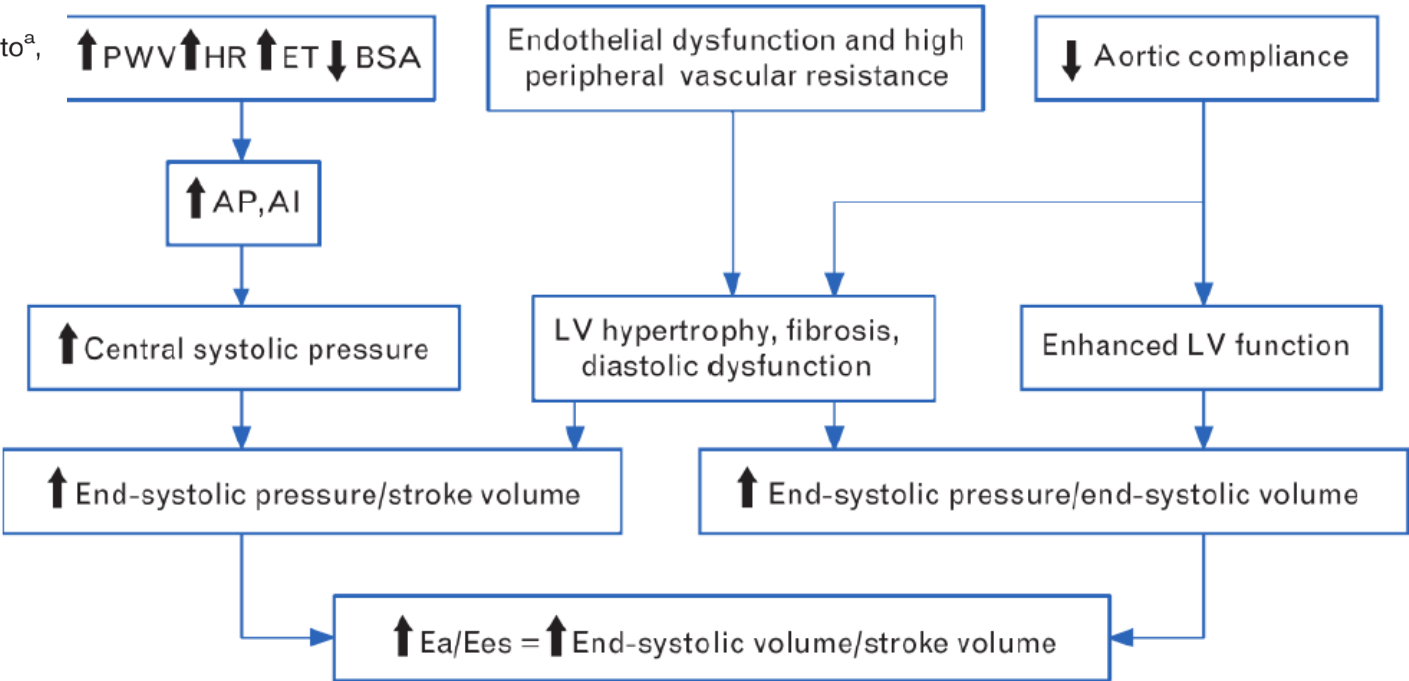 toᵃ,
↑PWV↑HR↑ET↓BSA
Endothelial dysfunction and high
peripheral vascular resistance
↓ Aortic compliance
↑AP,AI
↑Central systolic pressure
LV hypertrophy, fibrosis,
diastolic dysfunction
Enhanced LV function
↑End-systolic pressure/stroke volume
↑ End-systolic pressure/end-systolic volume
↑Ea/Ees = ↑End-systolic volume/stroke volume